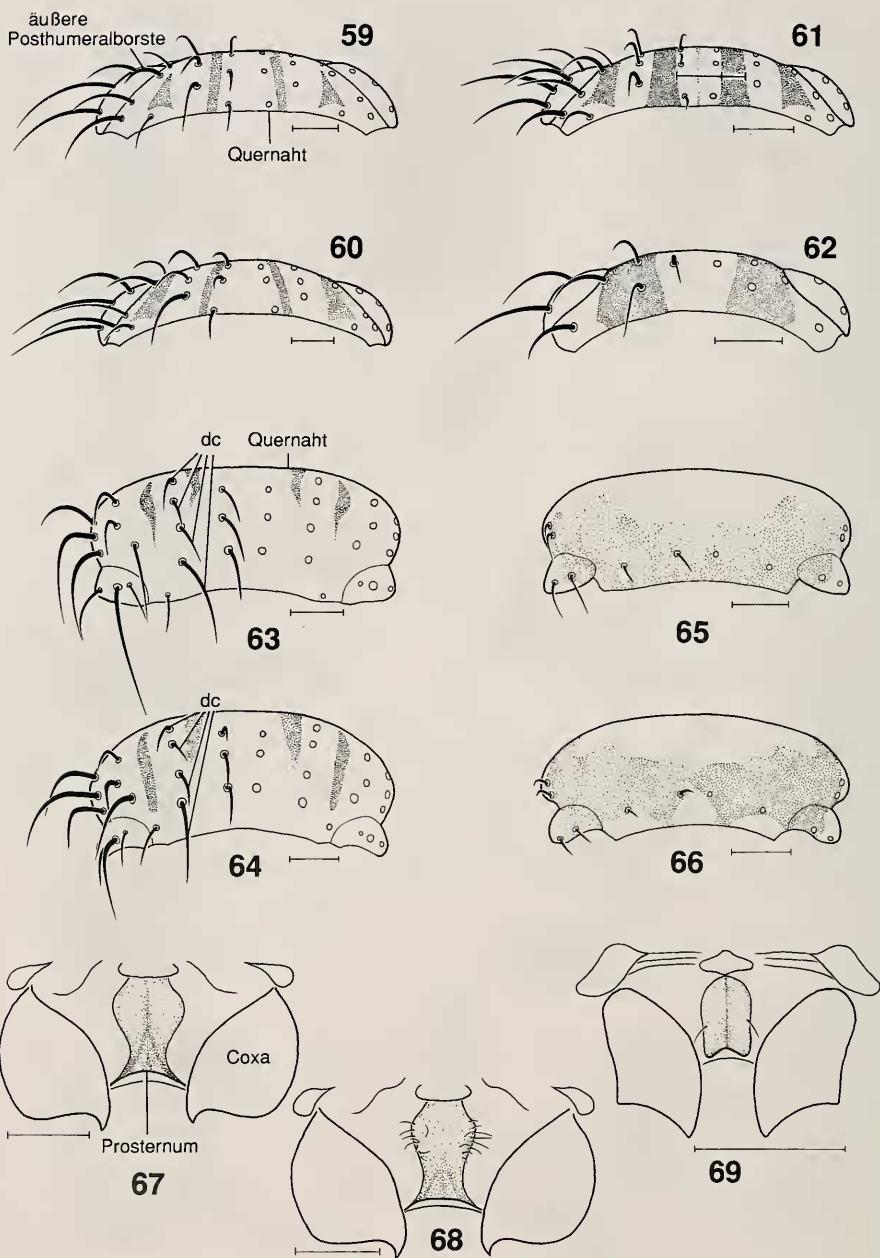 äußere
Posthumeralborste
59
61
Quernaht
60
62
dc
Quernaht
63
65
dc
64
66
Coxa
Prosternum
67
68
69